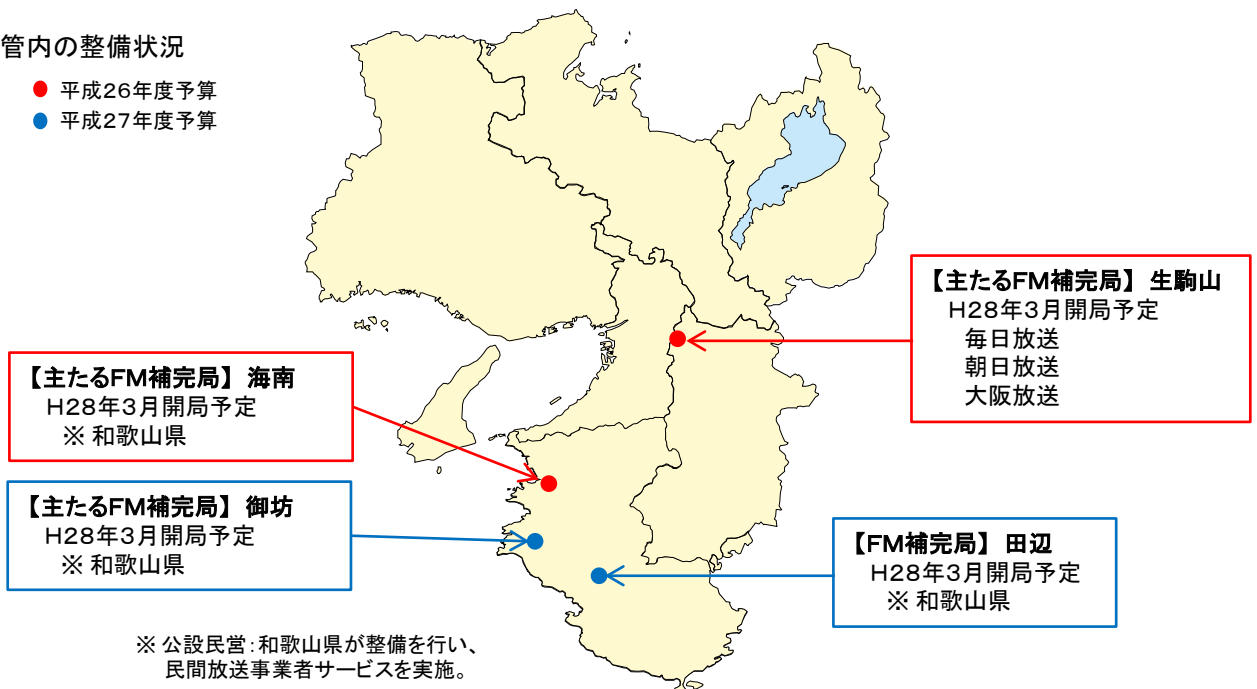 管内の整備状況
平成26年度予算
平成27年度予算
【主たるFM補完局】 生駒山
H28年3月開局予定
毎日放送
朝日放送
大阪放送
【主たるFM補完局】 海南
H28年3月開局予定
※ 和歌山県
【主たるFM補完局】 御坊
H28年3月開局予定
※ 和歌山県
【FM補完局】 田辺
H28年3月開局予定
※ 和歌山県
※ 公設民営：和歌山県が整備を行い、
民間放送事業者サービスを実施。